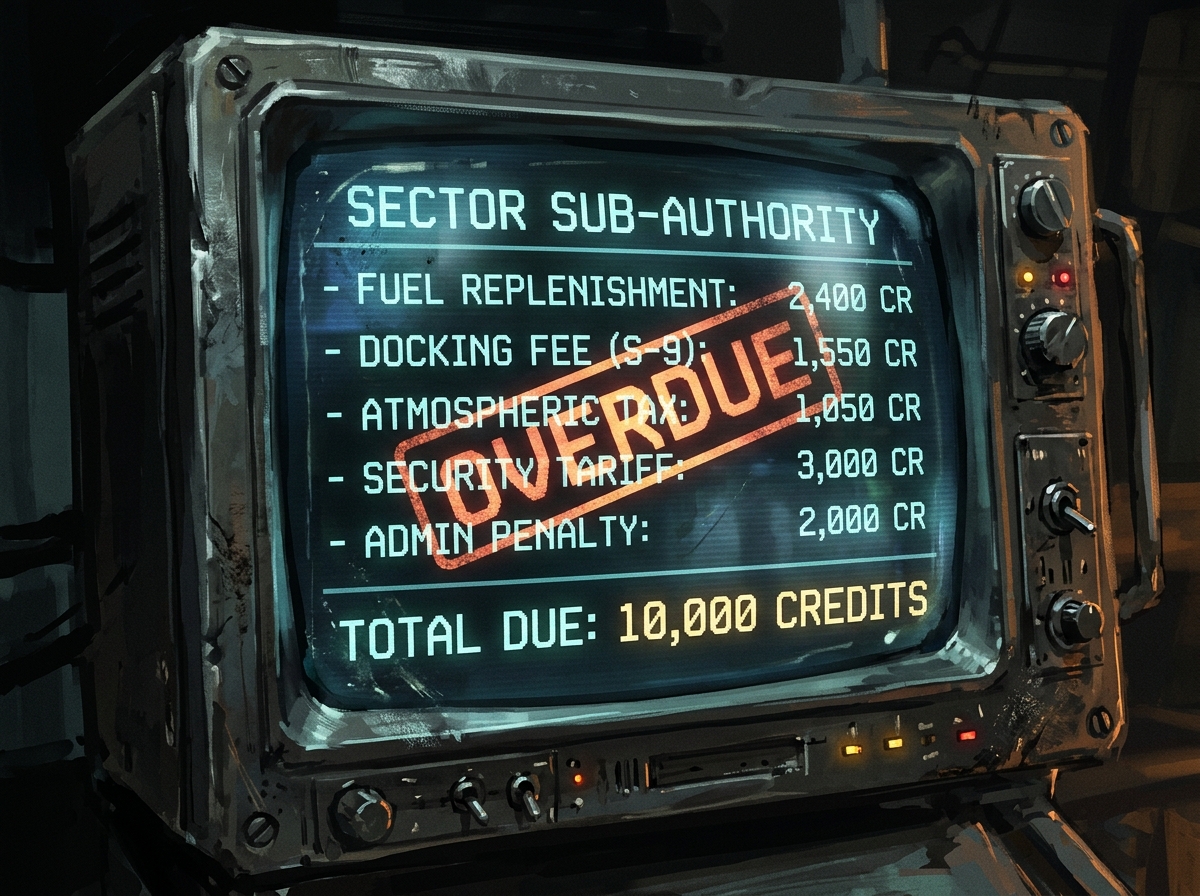 SECTOR SUB-AUTHORITY
- FUEL REPLENISHMENT: 2,400 CR
- DOCKING FEE (S-9): 1,550 CR
- ATMOSPHERIC TAX: 1,050 CR
- SECURITY TARIFF: 3,000 CR
- ADMIN PENALTY: 2,000 CR
OVERDUE
TOTAL DUE: 10,000 CREDITS